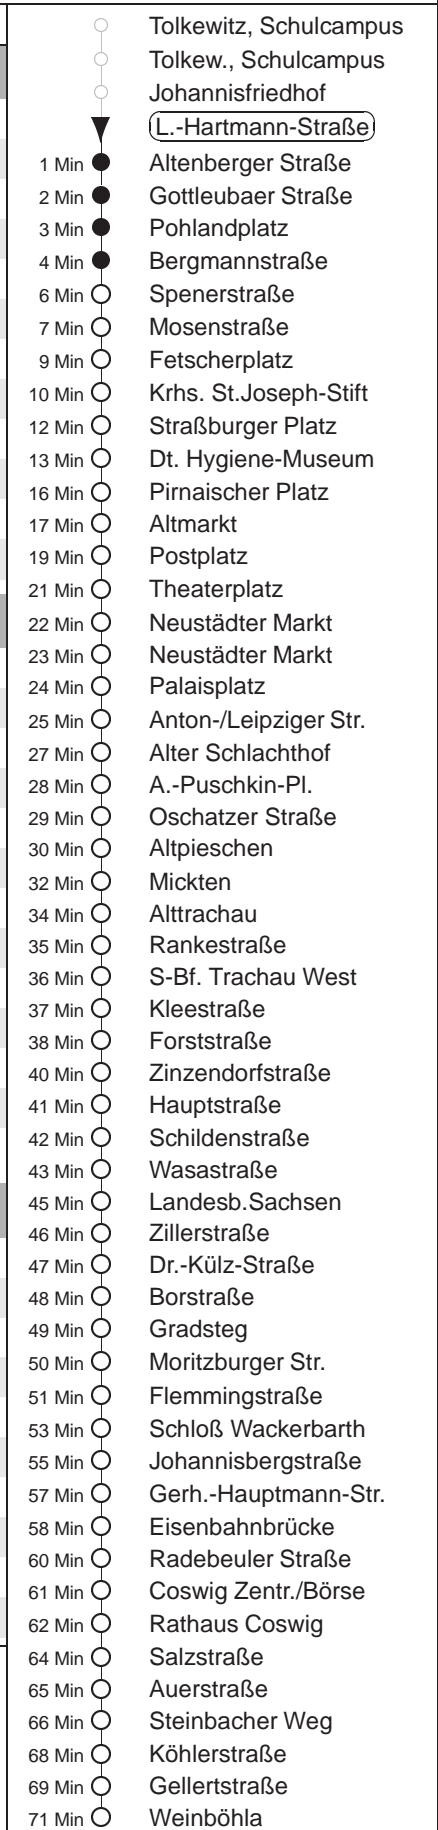 Tolkewitz, Schulcampus
Tolkew., Schulcampus
Johannisfriedhof
L.-Hartmann-Straße
1 Min Altenberger Straße
2 Min Gottleubaer Straße
3 Min Pohlandplatz
4 Min Bergmannstraße
6 Min Spenerstraße
7 Min Mosenstraße
9 Min Fetscherplatz
10 Min Krhs. St.Joseph-Stift
12 Min Straßburger Platz
13 Min Dt. Hygiene-Museum
16 Min Pirnaischer Platz
17 Min Altmarkt
19 Min Postplatz
21 Min Theaterplatz
22 Min Neustädter Markt
23 Min Neustädter Markt
24 Min Palaisplatz
25 Min Anton-/Leipziger Str.
27 Min Alter Schlachthof
28 Min A.-Puschkin-Pl.
29 Min Oschatzer Straße
30 Min Altpieschen
32 Min Mickten
34 Min Alttrachau
35 Min Rankestraße
36 Min S-Bf. Trachau West
37 Min Kleestraße
38 Min Forststraße
40 Min Zinzendorfstraße
41 Min Hauptstraße
42 Min Schildenstraße
43 Min Wasastraße
45 Min Landesb.Sachsen
46 Min Zillerstraße
47 Min Dr.-Külz-Straße
48 Min Borstraße
49 Min Gradsteg
50 Min Moritzburger Str.
51 Min Flemmingstraße
53 Min Schloß Wackerbarth
55 Min Johannisbergstraße
57 Min Gerh.-Hauptmann-Str.
58 Min Eisenbahnbrücke
60 Min Radebeuler Straße
61 Min Coswig Zentr./Börse
62 Min Rathaus Coswig
64 Min Salzstraße
65 Min Auerstraße
66 Min Steinbacher Weg
68 Min Köhlerstraße
69 Min Gellertstraße
71 Min Weinböhla